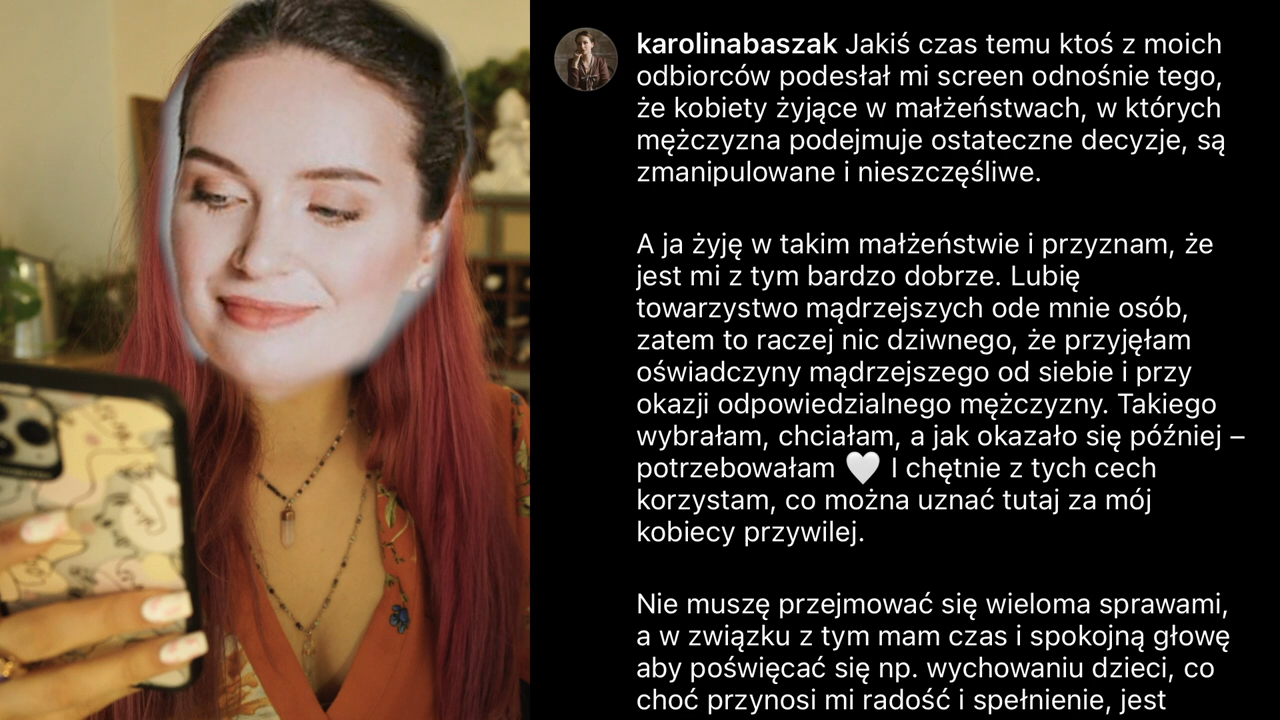 karolinabaszak Jakiś czas temu ktoś z moich
odbiorców podesłał mi screen odnośnie tego,
że kobiety żyjące w małżeństwach, w których
mężczyzna podejmuje ostateczne decyzje, są
zmanipulowane i nieszczęśliwe.
A ja żyję w takim małżeństwie i przyznam, że
jest mi z tym bardzo dobrze. Lubię
towarzystwo mądrzejszych ode mnie osób,
zatem to raczej nic dziwnego, że przyjęłam
oświadczyny mądrzejszego od siebie i przy
okazji odpowiedzialnego mężczyzny. Takiego
wybrałam, chciałam, a jak okazało się później –
potrzebowałam 🤍 I chętnie z tych cech
korzystam, co można uznać tutaj za mój
kobiecy przywilej.
Nie muszę przejmować się wieloma sprawami,
a w związku z tym mam czas i spokojną głowę
aby poświęcać się np. wychowaniu dzieci, co
choć przynosi mi radość i spełnienie, jest